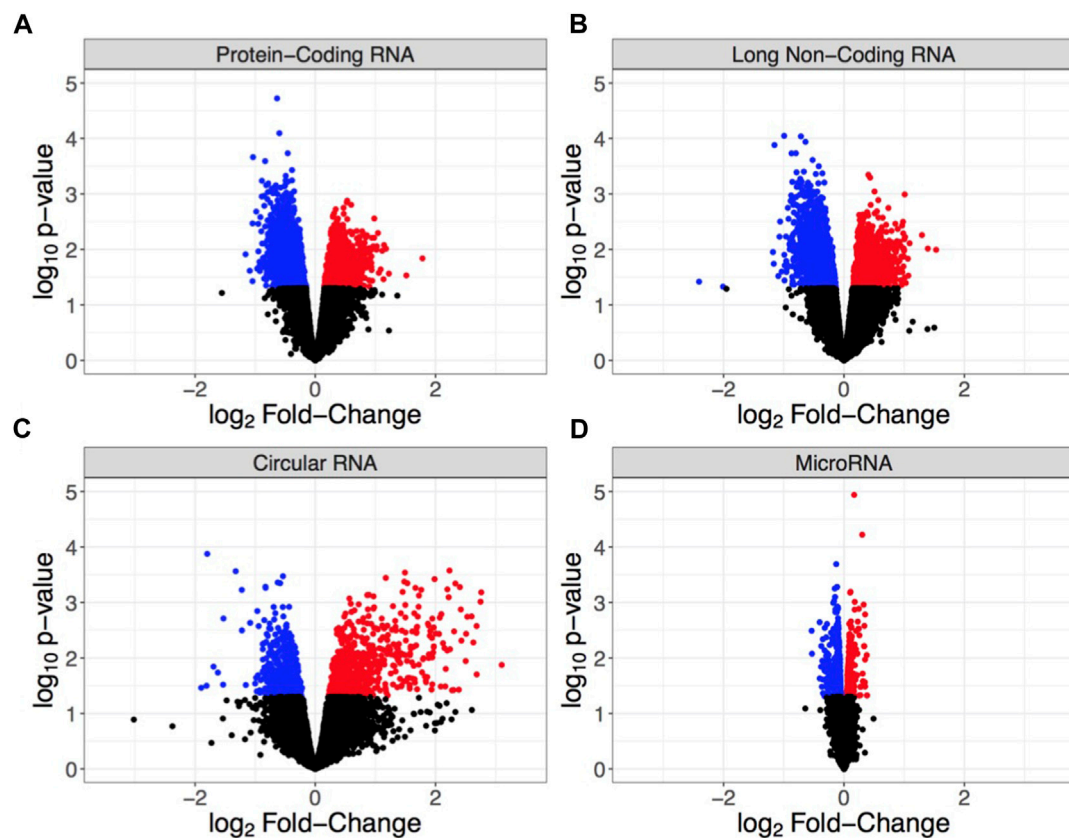 A
Protein−Coding RNA
log10 p−value
5
4
3
2
1
0
−2 0 2
log2 Fold−Change
B
Long Non−Coding RNA
log10 p−value
5
4
3
2
1
0
−2 0 2
log2 Fold−Change
C
Circular RNA
log10 p−value
5
4
3
2
1
0
−2 0 2
log2 Fold−Change
D
MicroRNA
log10 p−value
5
4
3
2
1
0
−2 0 2
log2 Fold−Change